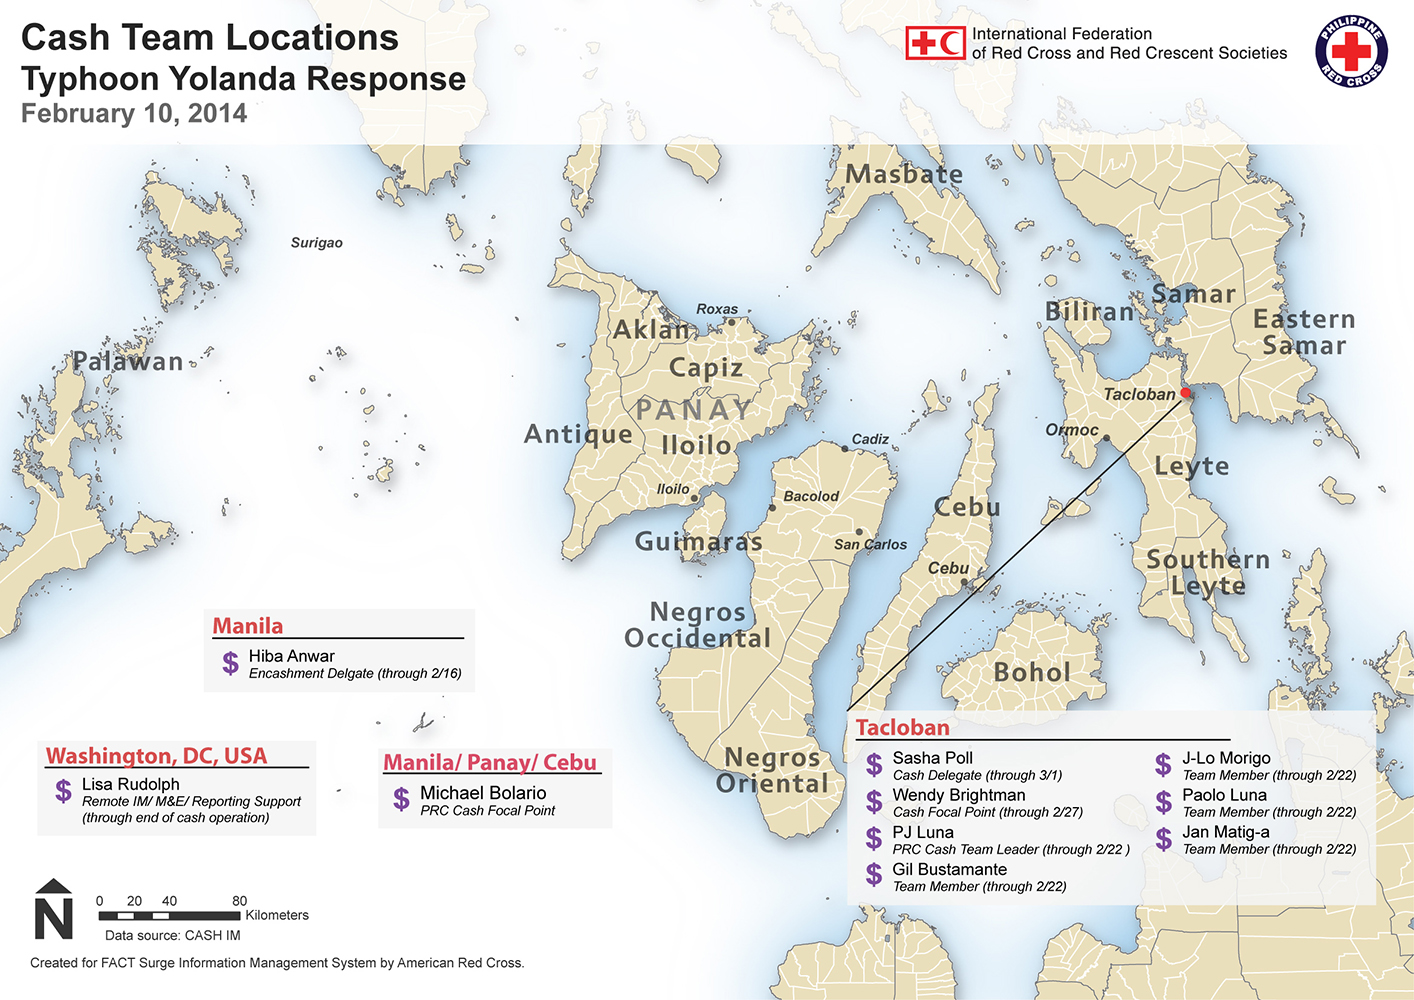 Cash Team Locations
Typhoon Yolanda Response
February 10, 2014
International Federation
of Red Cross and Red Crescent Societies
PHILIPPINE
RED CROSS
Masbate
Surigao
Samar
Biliran
Eastern
Samar
Roxas
Aklan
Palawan
Capiz
PANAY
Tacloban
Antique
Iloilo
Cadiz
Ormoc
Leyte
Iloilo
Bacolod
Cebu
Guimaras
San Carlos
Southern
Leyte
Cebu
Negros
Occidental
Bohol
Negros
Oriental
Manila
$ Hiba Anwar
Encashment Delgate (through 2/16)
Washington, DC, USA
$ Lisa Rudolph
Remote IM/ M&E/ Reporting Support
(through end of cash operation)
Manila/ Panay/ Cebu
$ Michael Bolario
PRC Cash Focal Point
Tacloban
$ Sasha Poll
Cash Delegate (through 3/1)
$ Wendy Brightman
Cash Focal Point (through 2/27)
$ PJ Luna
PRC Cash Team Leader (through 2/22 )
$ Gil Bustamante
Team Member (through 2/22)
$ J-Lo Morigo
Team Member (through 2/22)
$ Paolo Luna
Team Member (through 2/22)
$ Jan Matig-a
Team Member (through 2/22)
N
0 20 40 80
Kilometers
Data source: CASH IM
Created for FACT Surge Information Management System by American Red Cross.